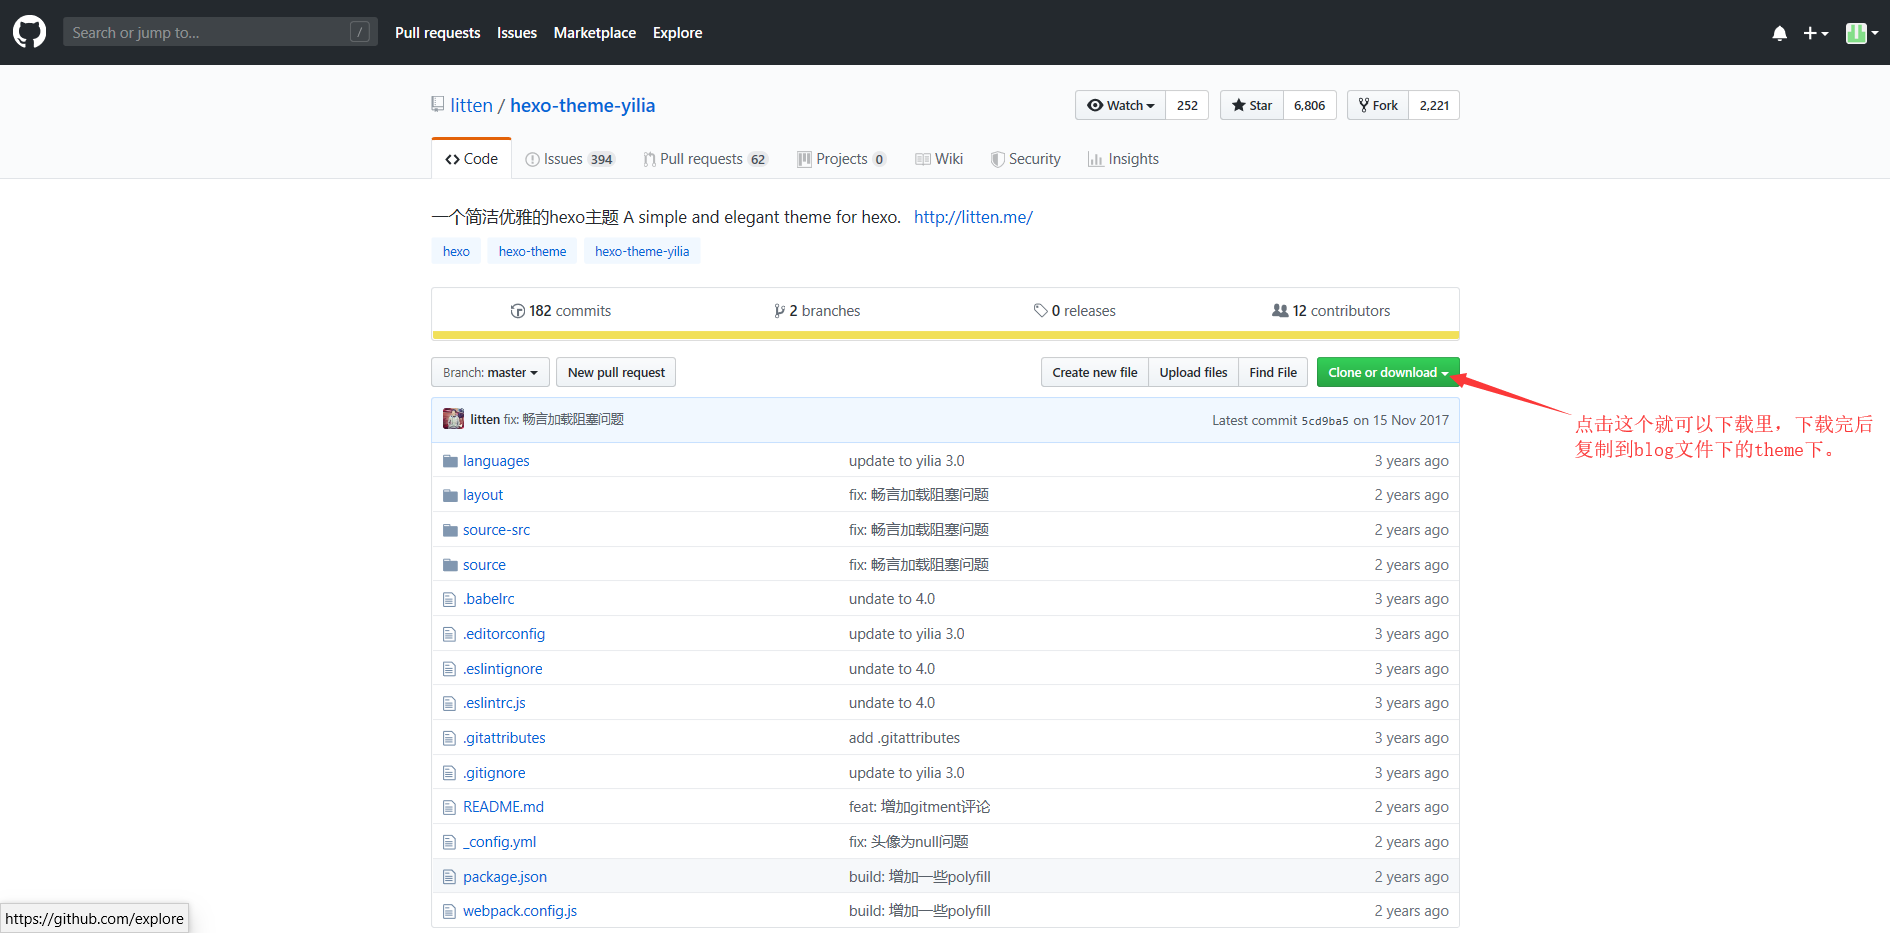 Search or jump to... /
Pull requests Issues Marketplace Explore
litten / hexo-theme-yilia
Watch 252 Star 6,806 Fork 2,221
Code Issues 394 Pull requests 62 Projects 0 Wiki Security Insights
一个简洁优雅的hexo主题 A simple and elegant theme for hexo. http://litten.me/
hexo hexo-theme hexo-theme-yilia
182 commits 2 branches 0 releases 12 contributors
Branch: master New pull request Create new file Upload files Find File Clone or download
点击这个就可以下载里，下载完后
复制到blog文件下的theme下。
litten fix: 畅言加载阻塞问题 Latest commit 5cd9ba5 on 15 Nov 2017
languages update to yilia 3.0 3 years ago
layout fix: 畅言加载阻塞问题 2 years ago
source-src fix: 畅言加载阻塞问题 2 years ago
source fix: 畅言加载阻塞问题 2 years ago
.babelrc undate to 4.0 3 years ago
.editorconfig update to yilia 3.0 3 years ago
.eslintignore undate to 4.0 3 years ago
.eslintrc.js undate to 4.0 3 years ago
.gitattributes add .gitattributes 3 years ago
.gitignore update to yilia 3.0 3 years ago
README.md feat: 增加gitment评论 2 years ago
_config.yml fix: 头像为null问题 2 years ago
package.json build: 增加一些polyfill 2 years ago
webpack.config.js build: 增加一些polyfill 2 years ago
https://github.com/explore